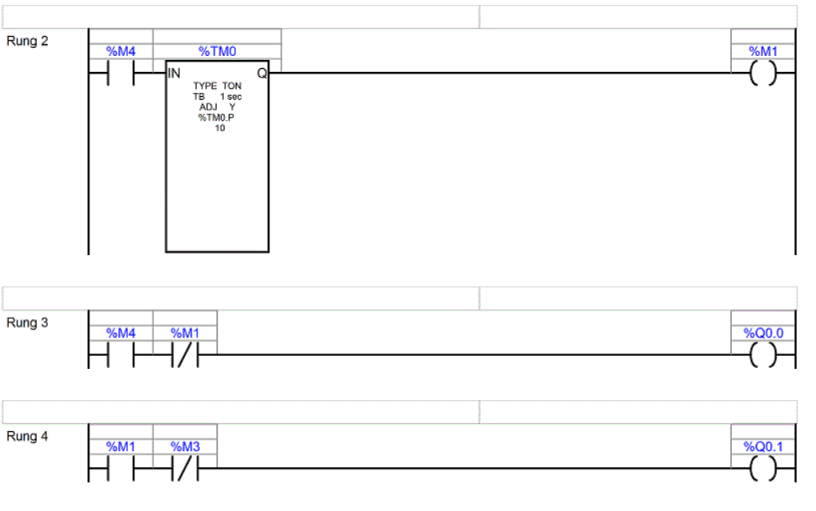 Rung 2
%M4 %TM0 %M1
IN Q
TYPE TON
TB 1 sec
ADJ Y
%TM0.P
10
Rung 3
%M4 %M1 %Q0.0
Rung 4
%M1 %M3 %Q0.1